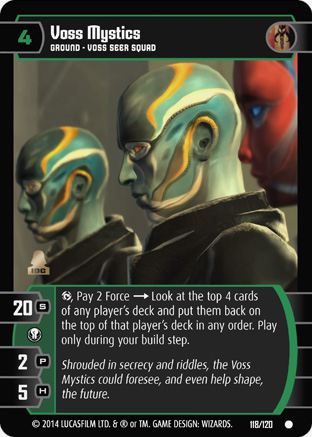 4
Voss Mystics
GROUND - VOSS SEER SQUAD
IDC
20 S
2 P
5 H
, Pay 2 Force → Look at the top 4 cards
of any player's deck and put them back
on the top of that player's deck in any order. Play
only during your build step.
Shrouded in secrecy and riddles, the Voss
Mystics could foresee, and even help shape,
the future.
© 2014 LUCASFILM LTD. & ® or TM. GAME DESIGN: WIZARDS. 118/120